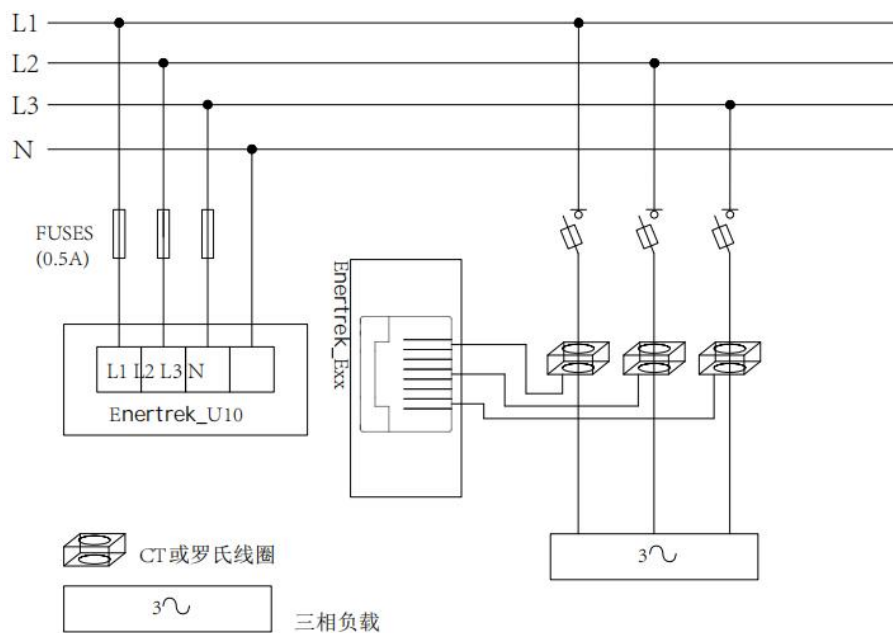 L1
L2
L3
N
FUSES
(0.5A)
Enertrek_Exx
L1 L2 L3 N
Enertrek_U10
3
CT或罗氏线圈
3
三相负载